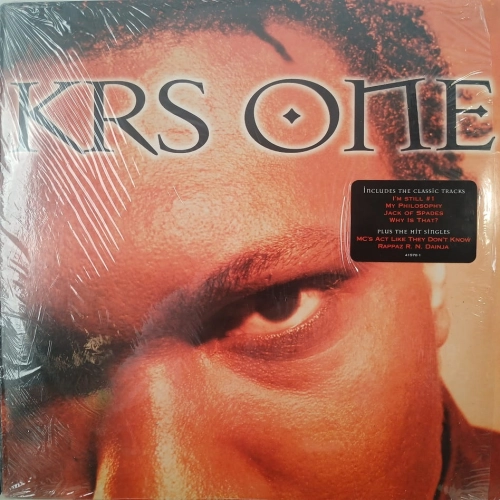 KRS ONE
INCLUDES THE CLASSIC TRACKS
I'M STILL #1
MY PHILOSOPHY
JACK OF SPADES
WHY IS THAT?
PLUS THE HIT SINGLES
MC'S ACT LIKE THEY DON'T KNOW
RAPPAZ R. N. DAINJA